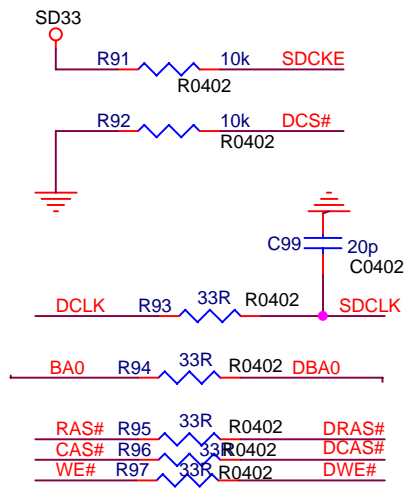 SD33
R91 10k SDCKE
R0402
R92 10k DCS#
R0402
C99 20p
C0402
DCLK R93 33R R0402 SDCLK
BA0 R94 33R R0402 DBA0
RAS# R95 33R R0402 DRAS#
CAS# R96 33R R0402 DCAS#
WE# R97 33R R0402 DWE#